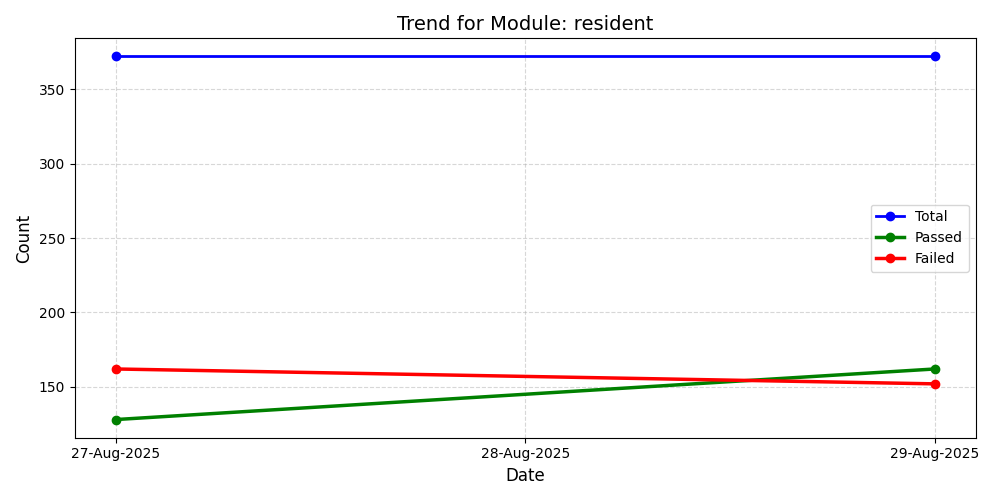 Trend for Module: resident
Count
350
300
250
200
150
Total
Passed
Failed
27-Aug-2025
28-Aug-2025
29-Aug-2025
Date